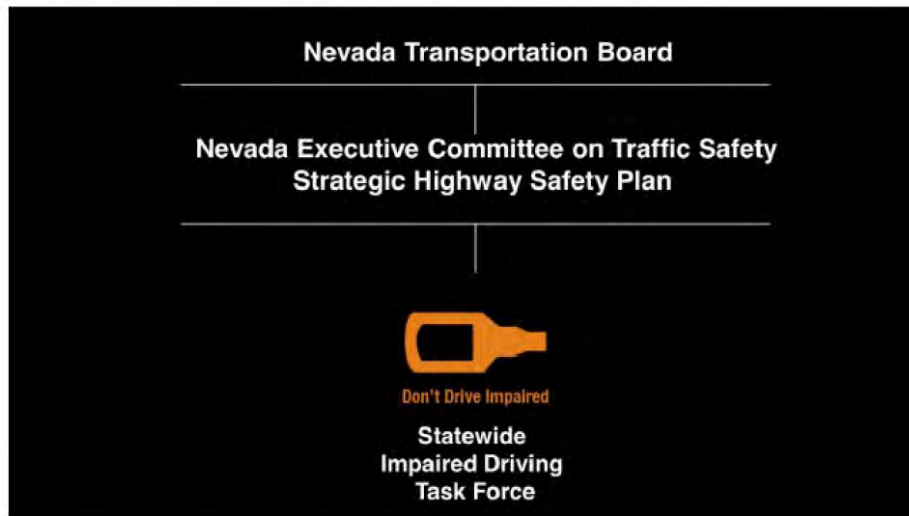 Nevada Transportation Board
Nevada Executive Committee on Traffic Safety
Strategic Highway Safety Plan
Don't Drive Impaired
Statewide
Impaired Driving
Task Force